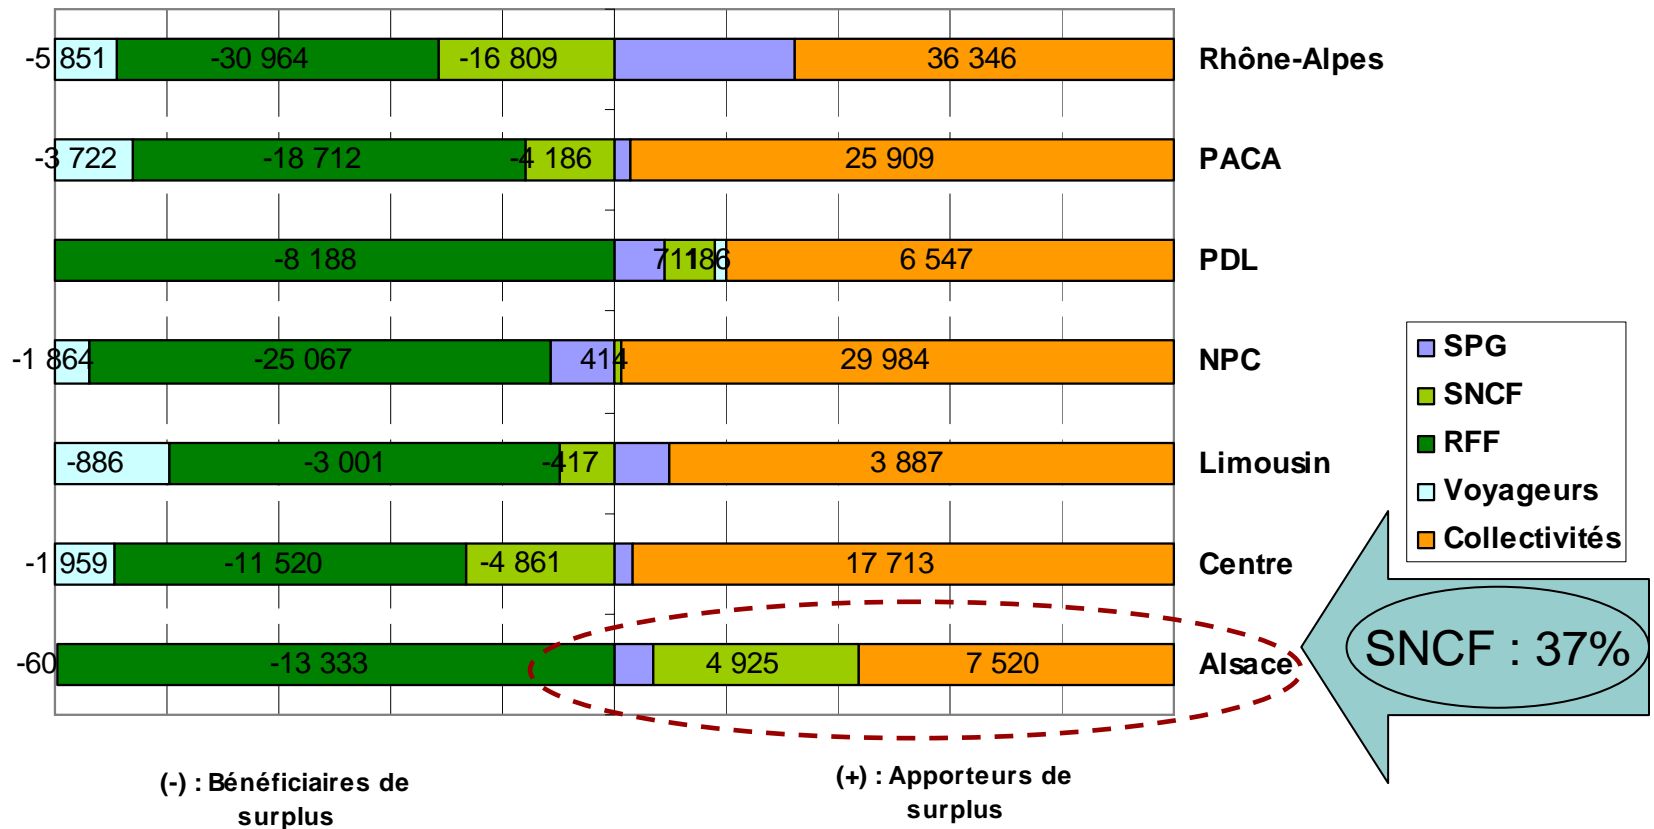 -5 851 -30 964 -16 809 36 346 Rhône-Alpes
-3 722 -18 712 -4 186 25 909 PACA
-8 188 711 186 6 547 PDL
-1 864 -25 067 414 29 984 NPC
-886 -3 001 -417 3 887 Limousin
-1 959 -11 520 -4 861 17 713 Centre
-60 -13 333 4 925 7 520 Alsace
SPG
SNCF
RFF
Voyageurs
Collectivités
SNCF : 37%
(-) : Bénéficiaires de
surplus
(+) : Apporteurs de
surplus